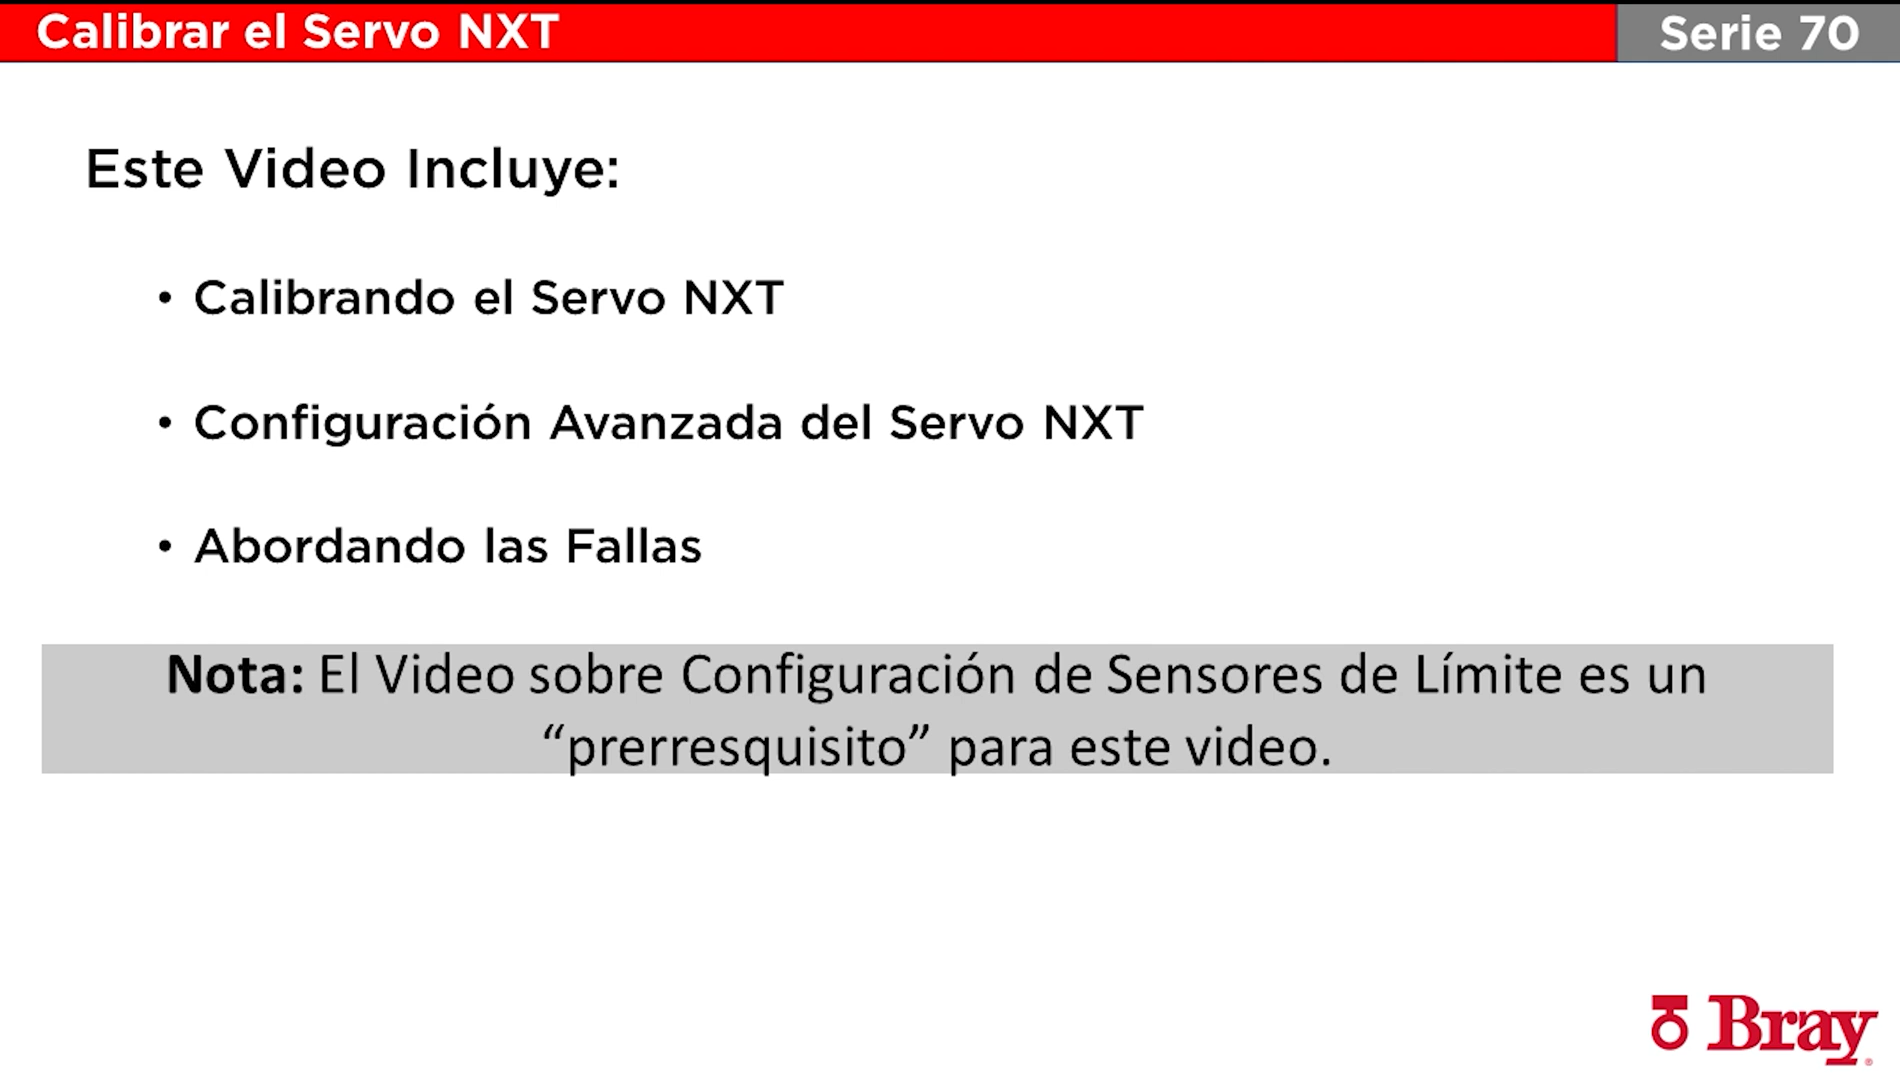 Calibrar el Servo NXT
Serie 70
Este Video Incluye:
• Calibrando el Servo NXT
• Configuración Avanzada del Servo NXT
• Abordando las Fallas
Nota: El Video sobre Configuración de Sensores de Límite es un
“prerresquisito” para este video.
Bray®